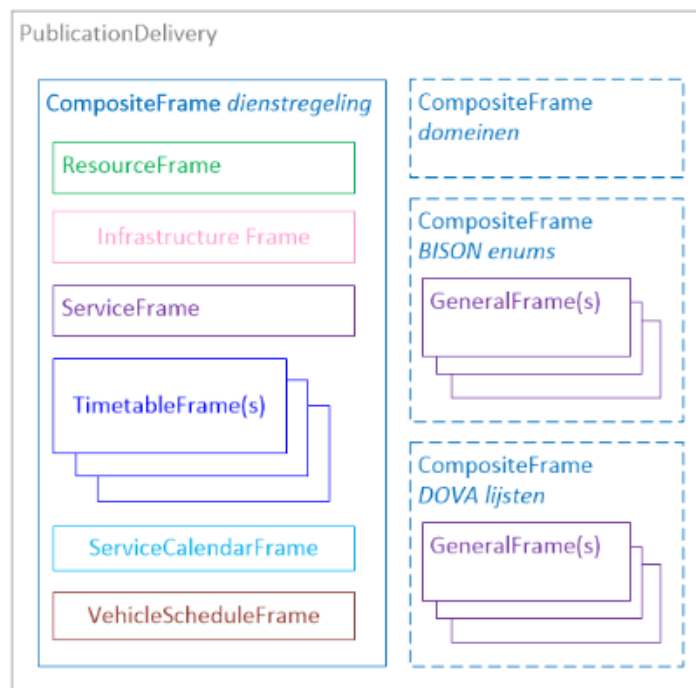 PublicationDelivery
CompositeFrame dienstregeling
ResourceFrame
Infrastructure Frame
ServiceFrame
TimetableFrame(s)
ServiceCalendarFrame
VehicleScheduleFrame
CompositeFrame
domeinen
CompositeFrame
BISON enums
GeneralFrame(s)
CompositeFrame
DOVA lijsten
GeneralFrame(s)